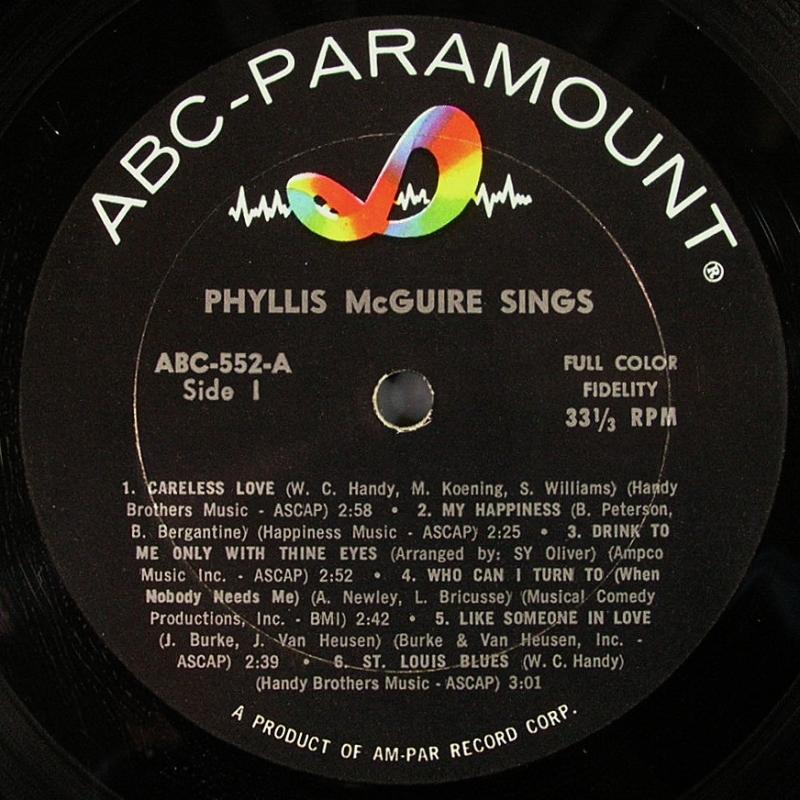 ABC-PARAMOUNT®
PHYLLIS McGUIRE SINGS
ABC-552-A
Side 1
FULL COLOR
FIDELITY
33⅓ RPM
1. CARELESS LOVE (W. C. Handy, M. Koening, S. Williams) (Handy
Brothers Music - ASCAP) 2:58 • 2. MY HAPPINESS (B. Peterson,
B. Bergantine) (Happiness Music - ASCAP) 2:25 • 3. DRINK TO
ME ONLY WITH THINE EYES (Arranged by: SY Oliver) (Ampco
Music Inc. - ASCAP) 2:52 • 4. WHO CAN I TURN TO (When
Nobody Needs Me) (A. Newley, L. Bricusse) (Musical Comedy
Productions, Inc. - BMI) 2:42 • 5. LIKE SOMEONE IN LOVE
(J. Burke, J. Van Heusen) (Burke & Van Heusen, Inc. -
ASCAP) 2:39 • 6. ST. LOUIS BLUES (W. C. Handy)
(Handy Brothers Music - ASCAP) 3:01
A PRODUCT OF AM-PAR RECORD CORP.